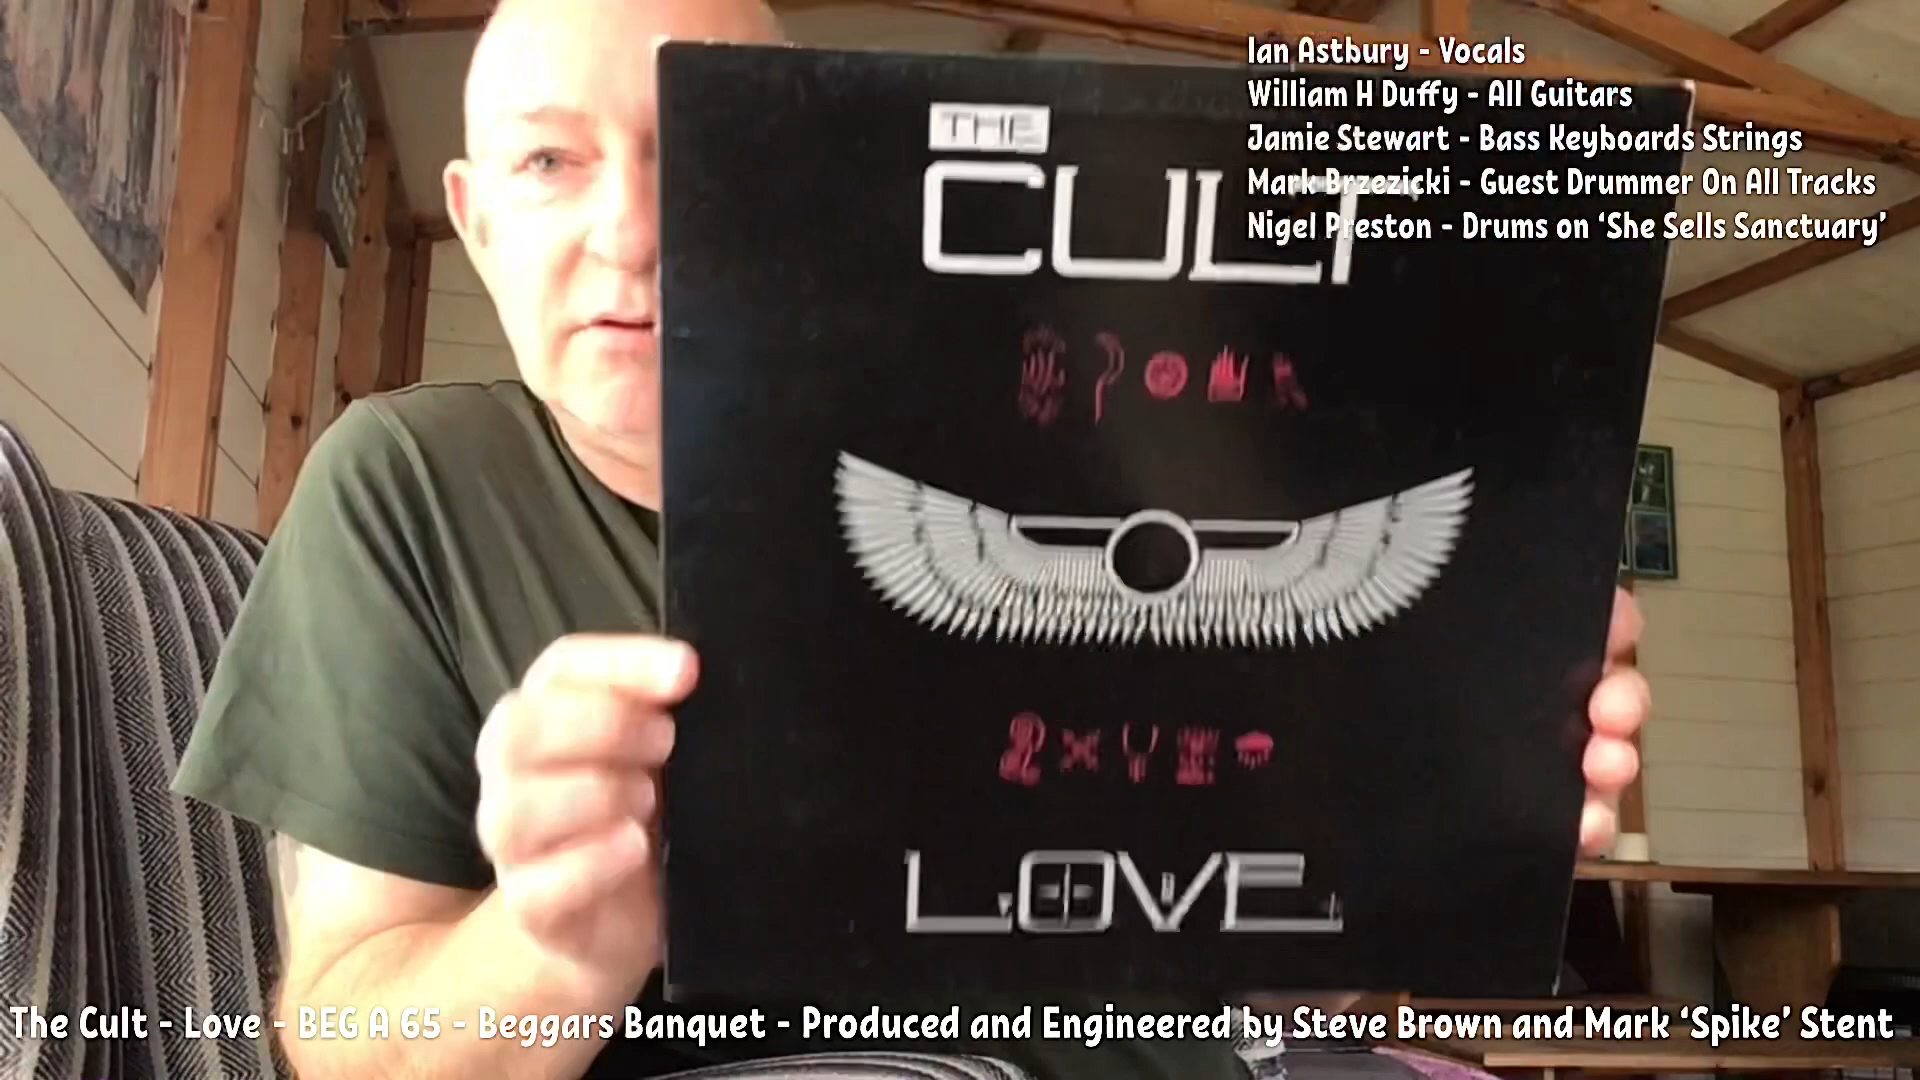 Ian Astbury - Vocals
William H Duffy - All Guitars
Jamie Stewart - Bass Keyboards Strings
Mark Brzezicki - Guest Drummer On All Tracks
Nigel Preston - Drums on ‘She Sells Sanctuary’
THE
CULT
LOVE
The Cult - Love - BEG A 65 - Beggars Banquet - Produced and Engineered by Steve Brown and Mark ‘Spike’ Stent